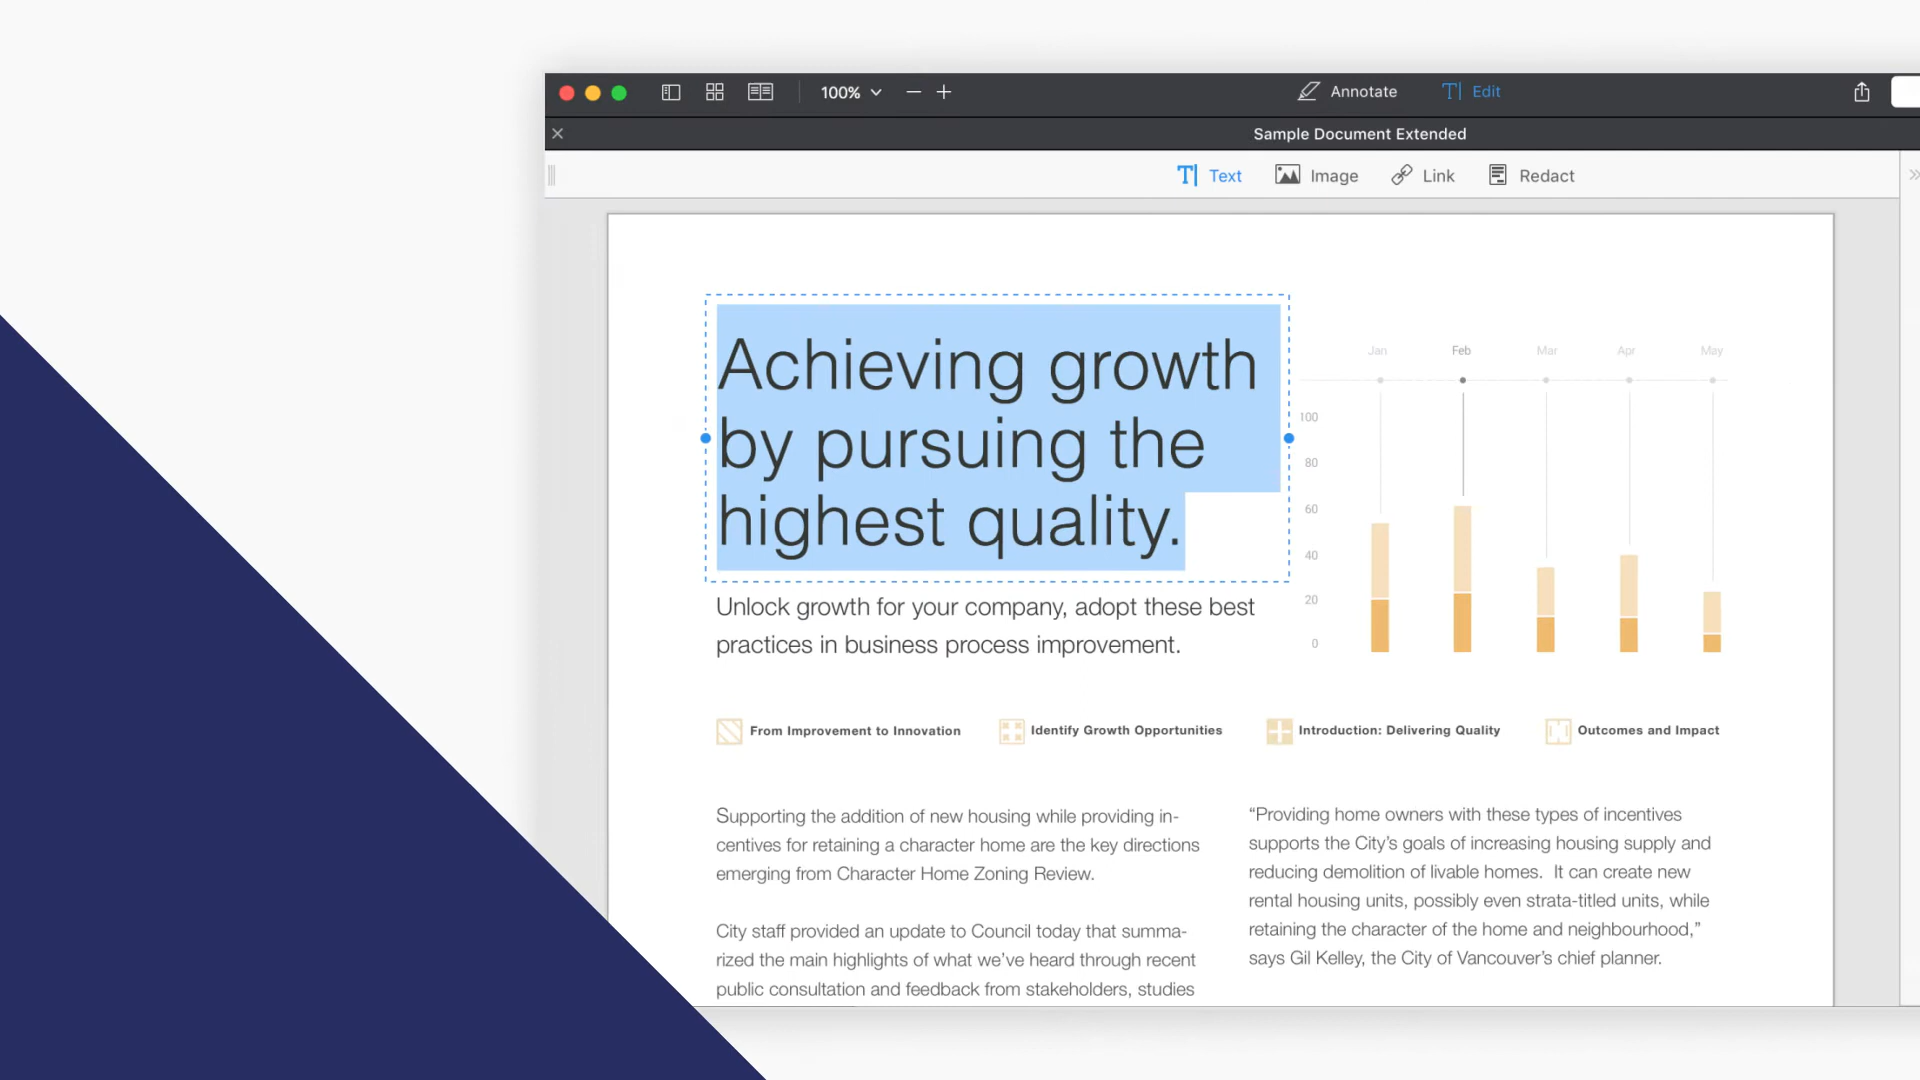 100%
Annotate
Edit
Sample Document Extended
Text
Image
Link
Redact
Achieving growth
by pursuing the
highest quality.
Unlock growth for your company, adopt these best
practices in business process improvement.
Jan Feb Mar Apr May
100
80
60
40
20
0
From Improvement to Innovation
Identify Growth Opportunities
Introduction: Delivering Quality
Outcomes and Impact
Supporting the addition of new housing while providing in-
centives for retaining a character home are the key directions
emerging from Character Home Zoning Review.
City staff provided an update to Council today that summa-
rized the main highlights of what we’ve heard through recent
public consultation and feedback from stakeholders, studies
“Providing home owners with these types of incentives
supports the City’s goals of increasing housing supply and
reducing demolition of livable homes.  It can create new
rental housing units, possibly even strata-titled units, while
retaining the character of the home and neighbourhood,”
says Gil Kelley, the City of Vancouver’s chief planner.